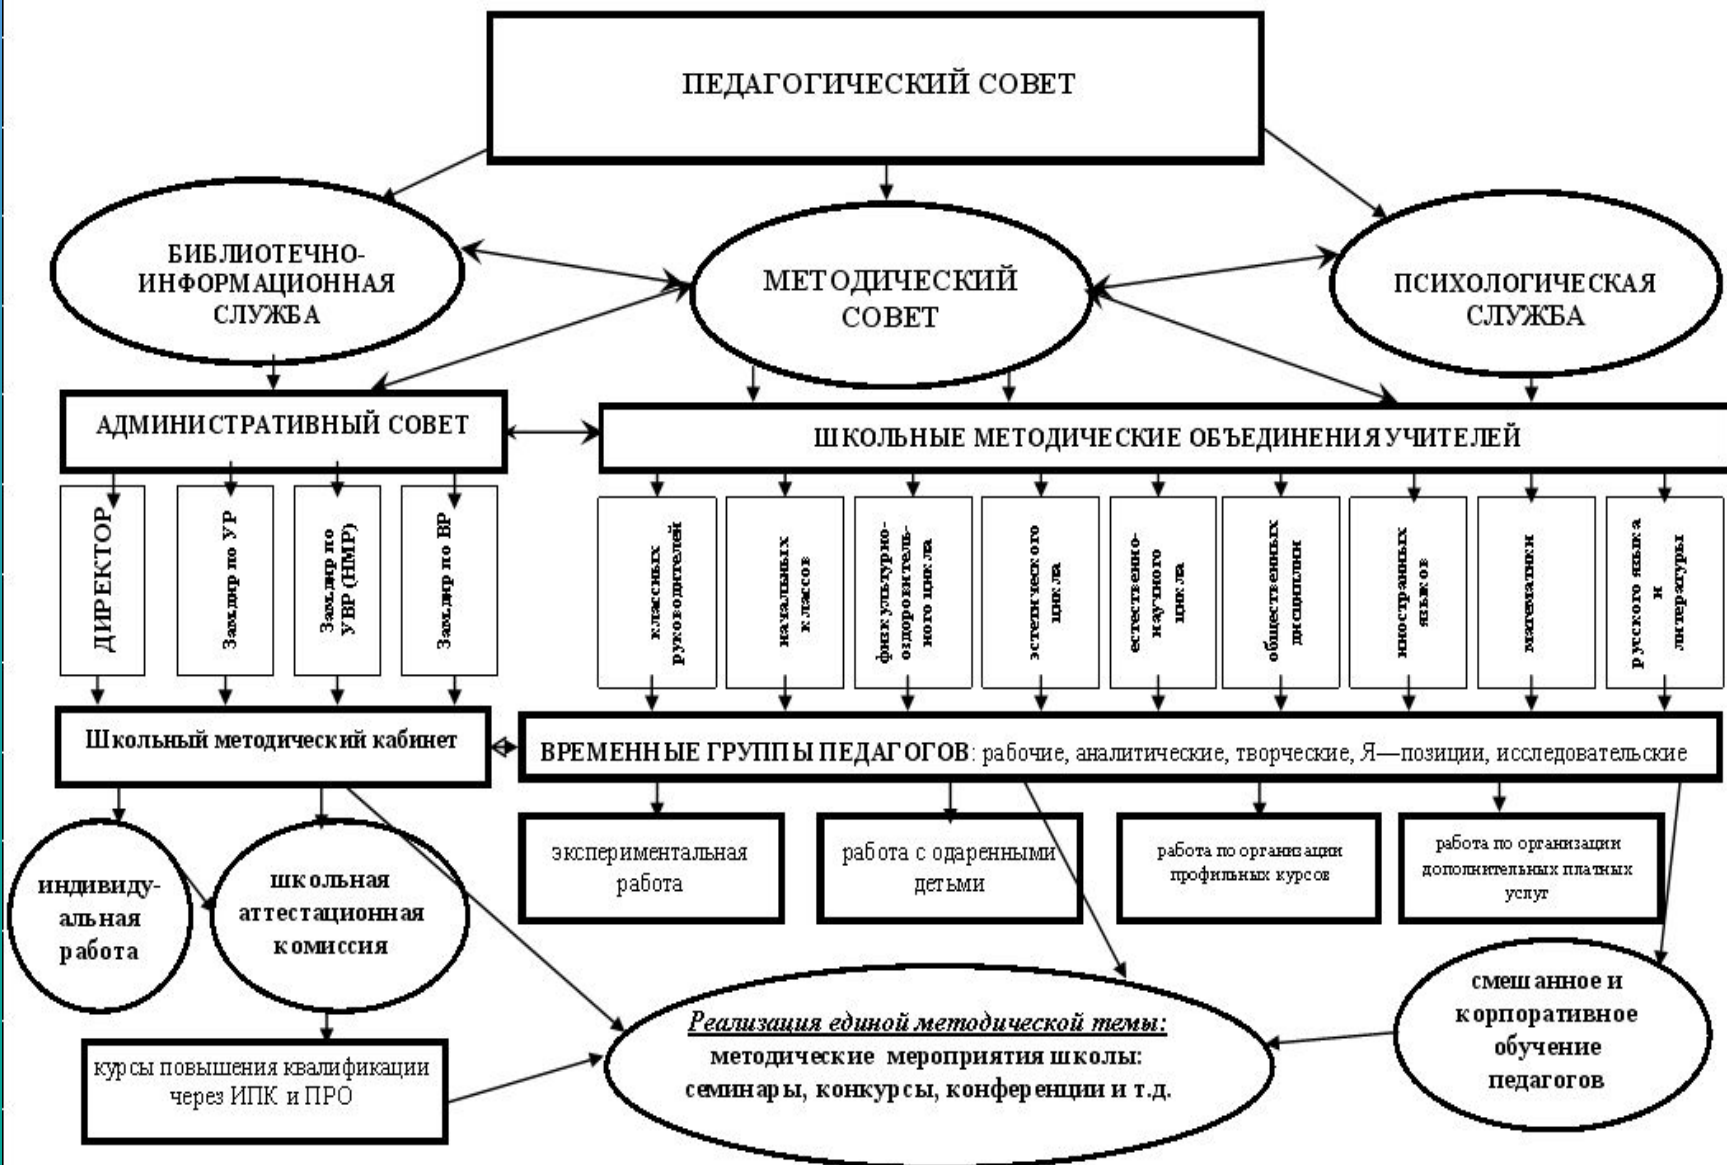 ПЕДАГОГИЧЕСКИЙ СОВЕТ
БИБЛИОТЕЧНО-
ИНФОРМАЦИОННАЯ
СЛУЖБА
МЕТОДИЧЕСКИЙ
СОВЕТ
ПСИХОЛОГИЧЕСКАЯ
СЛУЖБА
АДМИНИСТРАТИВНЫЙ СОВЕТ
ШКОЛЬНЫЕ МЕТОДИЧЕСКИЕ ОБЪЕДИНЕНИЯ УЧИТЕЛЕЙ
ДИРЕКТОР
Замдир по УР
Замдир по
УВР (НМР)
Замдир по ВР
классных
руководителей
начальных
классов
физкультурно-
оздоровитель-
ного цикла
эстетического
цикла
естественно-
научного
цикла
общественных
дисциплин
иностранных
языков
математики
русского языка
и
литературы
Школьный методический кабинет
ВРЕМЕННЫЕ ГРУППЫ ПЕДАГОГОВ: рабочие, аналитические, творческие, Я—позиции, исследовательские
экспериментальная
работа
работа с одаренными
детьми
работа по организации
профильных курсов
работа по организации
дополнительных платных
услуг
индивиду-
альная
работа
школьная
аттестационная
комиссия
курсы повышения квалификации
через ИПК и ПРО
Реализация единой методической темы:
методические мероприятия школы:
семинары, конкурсы, конференции и т.д.
смешанное и
корпоративное
обучение
педагогов